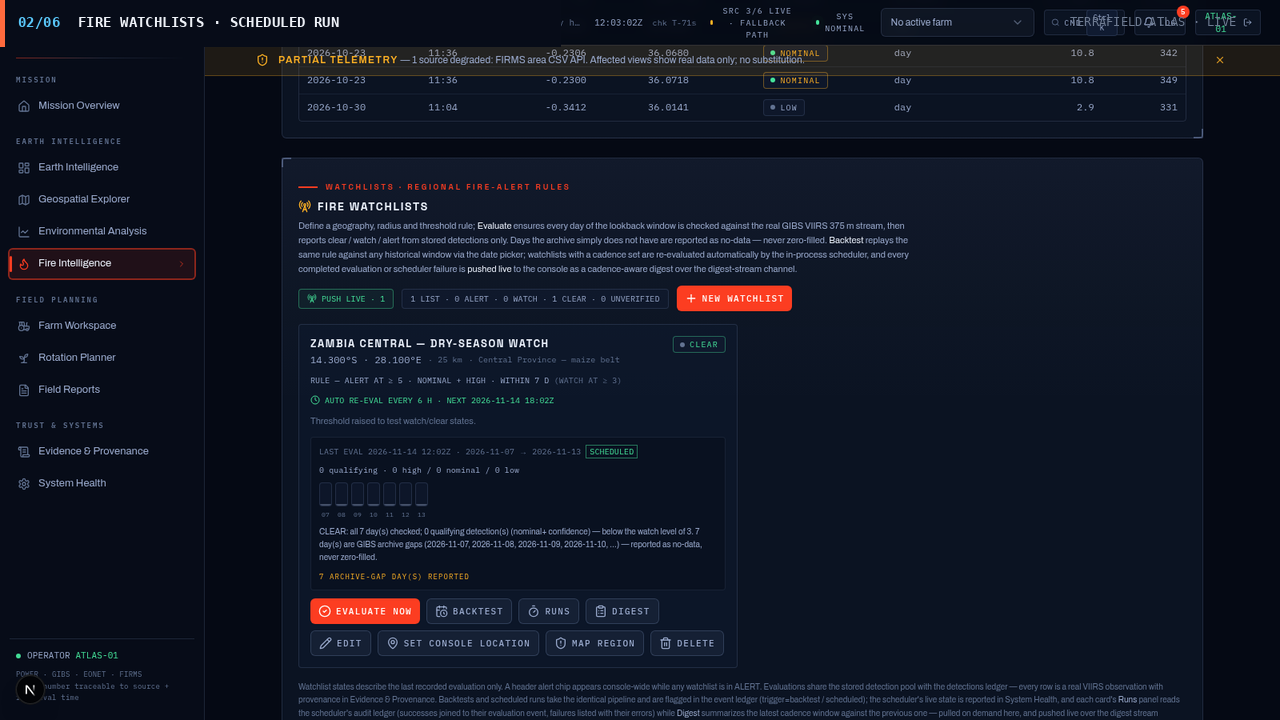 02/06 FIRE WATCHLISTS · SCHEDULED RUN
12:03:02Z chk T-71s
SRC 3/6 LIVE · FALLBACK PATH
SYS NOMINAL
No active farm
5
ATLAS-01
TERRAFIELD ATLAS · LIVE
PARTIAL TELEMETRY — 1 source degraded: FIRMS area CSV API. Affected views show real data only; no substitution.
MISSION
Mission Overview
EARTH INTELLIGENCE
Earth Intelligence
Geospatial Explorer
Environmental Analysis
Fire Intelligence
FIELD PLANNING
Farm Workspace
Rotation Planner
Field Reports
TRUST & SYSTEMS
Evidence & Provenance
System Health
OPERATOR ATLAS-01
· GIBS · EONET · FIRMS
number traceable to source +
time
N
2026-10-23 11:36 -0.2306 36.0680 NOMINAL day 10.8 342
2026-10-23 11:36 -0.2300 36.0718 NOMINAL day 10.8 349
2026-10-30 11:04 -0.3412 36.0141 LOW day 2.9 331
WATCHLISTS · REGIONAL FIRE-ALERT RULES
FIRE WATCHLISTS
Define a geography, radius and threshold rule; Evaluate ensures every day of the lookback window is checked against the real GIBS VIIRS 375 m stream, then
reports clear / watch / alert from stored detections only. Days the archive simply does not have are reported as no-data — never zero-filled. Backtest replays the
same rule against any historical window via the date picker; watchlists with a cadence set are re-evaluated automatically by the in-process scheduler, and every
completed evaluation or scheduler failure is pushed live to the console as a cadence-aware digest over the digest-stream channel.
PUSH LIVE · 1
1 LIST · 0 ALERT · 0 WATCH · 1 CLEAR · 0 UNVERIFIED
NEW WATCHLIST
ZAMBIA CENTRAL — DRY-SEASON WATCH
CLEAR
14.300°S · 28.100°E · 25 km · Central Province — maize belt
RULE — ALERT AT ≥ 5 · NOMINAL + HIGH · WITHIN 7 D (WATCH AT ≥ 3)
AUTO RE-EVAL EVERY 6 H · NEXT 2026-11-14 18:02Z
Threshold raised to test watch/clear states.
LAST EVAL 2026-11-14 12:02Z · 2026-11-07 → 2026-11-13 SCHEDULED
0 qualifying · 0 high / 0 nominal / 0 low
07 08 09 10 11 12 13
CLEAR: all 7 day(s) checked; 0 qualifying detection(s) (nominal+ confidence) — below the watch level of 3. 7
day(s) are GIBS archive gaps (2026-11-07, 2026-11-08, 2026-11-09, 2026-11-10, ...) — reported as no-data,
never zero-filled.
7 ARCHIVE-GAP DAY(S) REPORTED
EVALUATE NOW
BACKTEST
RUNS
DIGEST
EDIT
SET CONSOLE LOCATION
MAP REGION
DELETE
Watchlist states describe the last recorded evaluation only. A header alert chip appears console-wide while any watchlist is in ALERT. Evaluations share the stored detection pool with the detections ledger — every row is a real VIIRS observation with
provenance in Evidence & Provenance. Backtests and scheduled runs take the identical pipeline and are flagged in the event ledger (trigger=backtest / scheduled); the scheduler's live state is reported in System Health, and each card's Runs panel reads
the scheduler's audit ledger (successes joined to their evaluation event, failures listed with their errors) while Digest summarizes the latest cadence window against the previous one — pulled on demand here, and pushed live over the digest stream